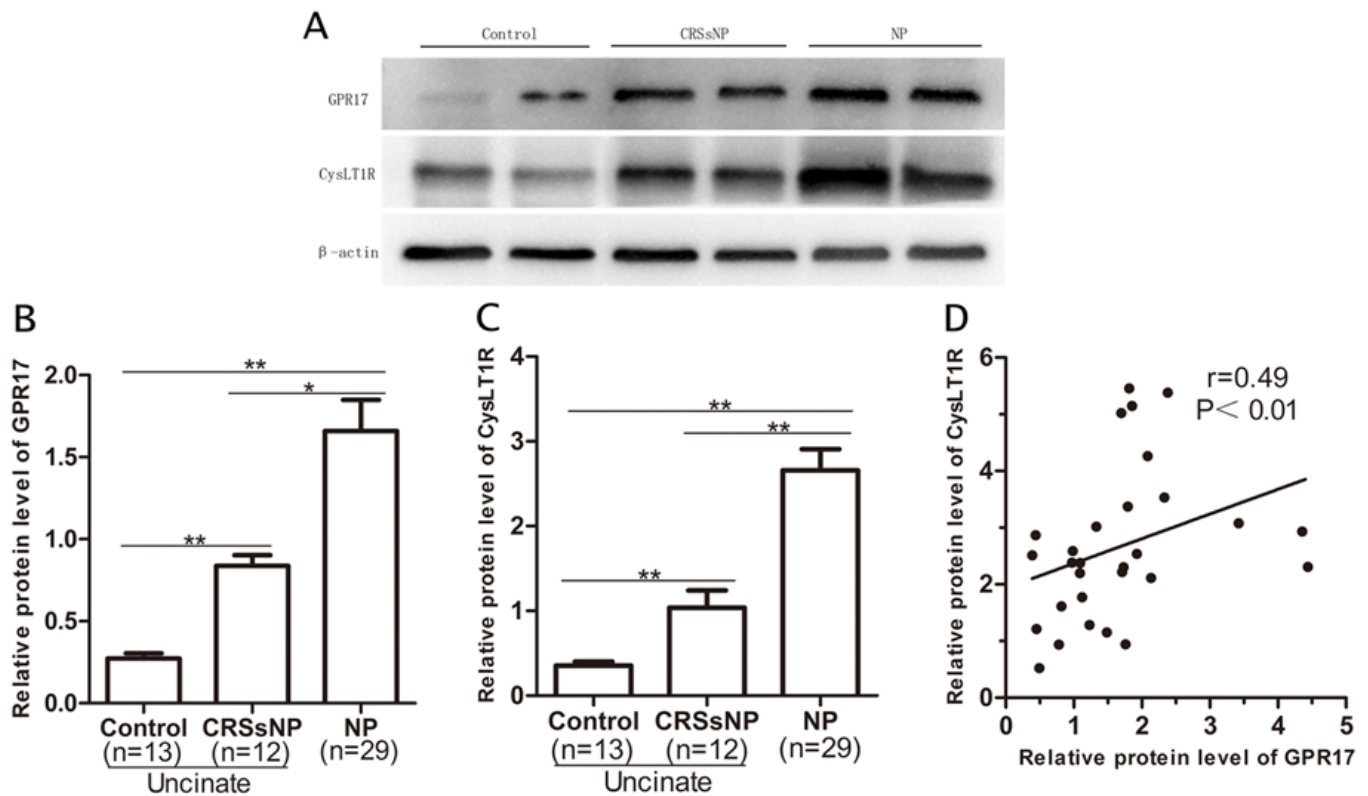 A
Control CRSsNP NP
GPR17
CysLT1R
β-actin
B
Relative protein level of GPR17
2.0
1.5
1.0
0.5
0.0
**
*
**
Control CRSsNP NP
(n=13) (n=12) (n=29)
Uncinate
C
Relative protein level of CysLT1R
4
3
2
1
0
**
**
**
Control CRSsNP NP
(n=13) (n=12) (n=29)
Uncinate
D
Relative protein level of CysLT1R
6
4
2
0
r=0.49
P< 0.01
0 1 2 3 4 5
Relative protein level of GPR17